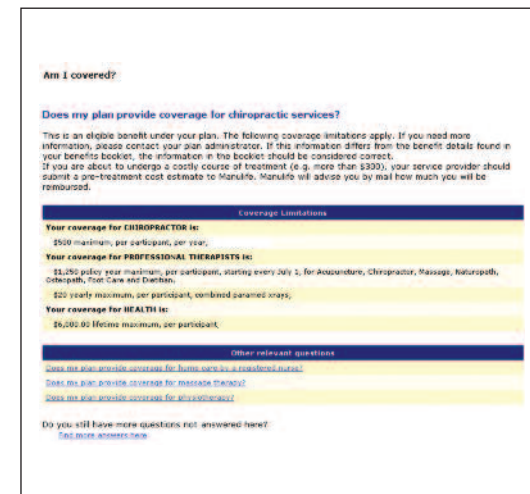 Am I covered?
Does my plan provide coverage for chiropractic services?
This is an eligible benefit under your plan. The following coverage limitations apply. If you need more
information, please contact your plan administrator. If this information differs from the benefit details found in
your benefits booklet, the information in the booklet should be considered correct.
If you are about to undergo a costly course of treatment (e.g. more than $300), your service provider should
submit a pre-treatment cost estimate to Manulife. Manulife will advise you by mail how much you will be
reimbursed.
Coverage Limitations
Your coverage for CHIROPRACTOR is:
$500 maximum, per participant, per year,
Your coverage for PROFESSIONAL THERAPISTS is:
$1,250 policy year maximum, per participant, starting every July 1, for Acupuncture, Chiropractor, Massage, Naturopath,
Osteopath, Foot Care and Dietitian.
$20 yearly maximum, per participant, combined paramed xrays,
Your coverage for HEALTH is:
$6,000.00 lifetime maximum, per participant,
Other relevant questions
Does my plan provide coverage for home care by a registered nurse?
Does my plan provide coverage for massage therapy?
Does my plan provide coverage for physiotherapy?
Do you still have more questions not answered here?
Find more answers here